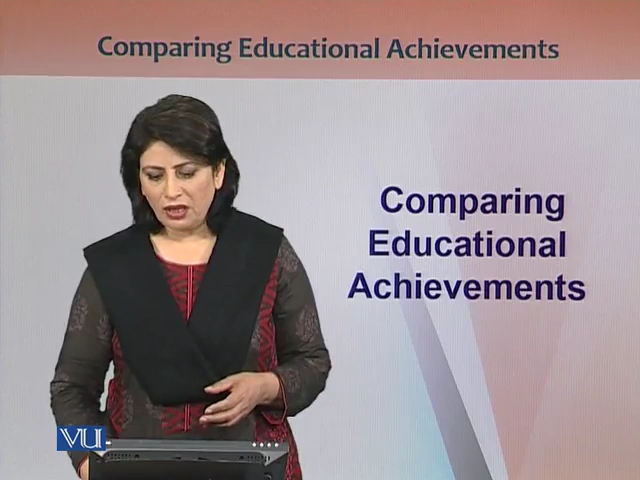 Comparing Educational Achievements
Comparing
Educational
Achievements
VU